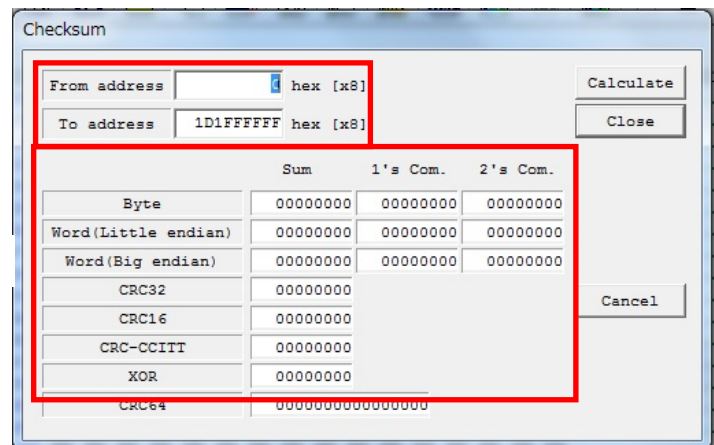 Checksum
From address 0 hex [x8] Calculate
To address 1D1FFFFF hex [x8] Close
Sum 1's Com. 2's Com.
Byte 00000000 00000000 00000000
Word(Little endian) 00000000 00000000 00000000
Word(Big endian) 00000000 00000000 00000000
CRC32 00000000
Cancel
CRC16 00000000
CRC-CCITT 00000000
XOR 00000000
CRC64 0000000000000000